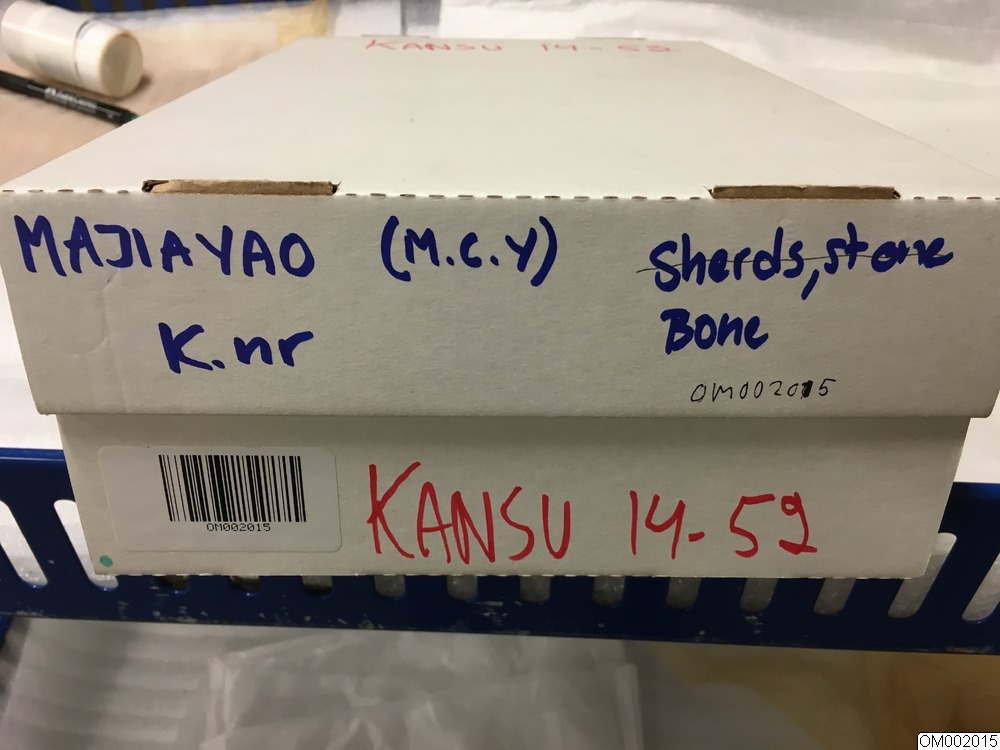 KANSU 14-52
MAJIAYAO (M.C.Y) Sherds, stone
K.nr Bone
OM002015
OM002015
KANSU 14-52
OM002015